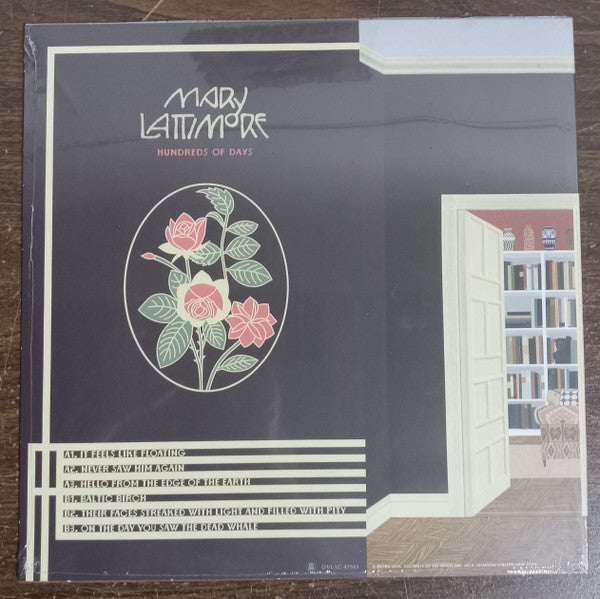 MARY
LATTIMORE
HUNDREDS OF DAYS
A1. IT FEELS LIKE FLOATING
A2. NEVER SAW HIM AGAIN
A3. HELLO FROM THE EDGE OF THE EARTH
B1. BALTIC BIRCH
B2. THEIR FACES STREAKED WITH LIGHT AND FILLED WITH PITY
B3. ON THE DAY YOU SAW THE DEAD WHALE